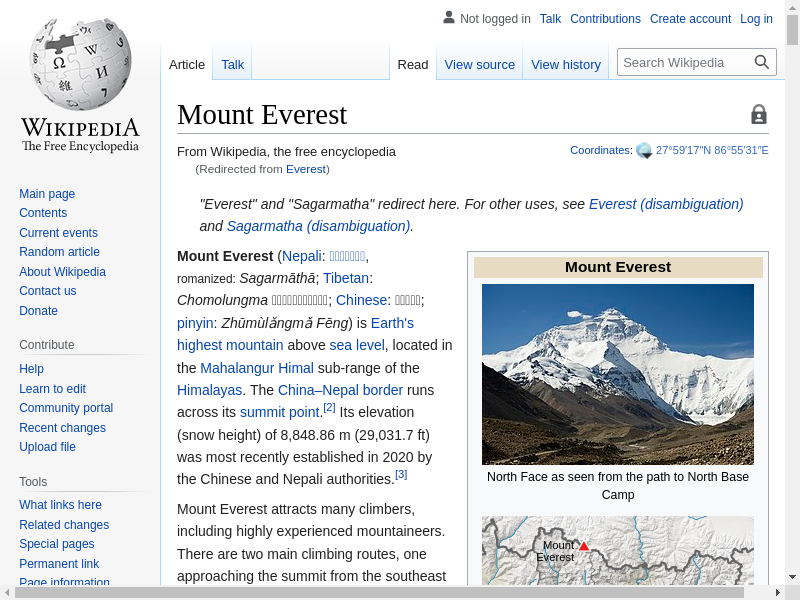 Not logged in Talk Contributions Create account Log in
Article Talk Read View source View history Search Wikipedia
WIKIPEDIA
The Free Encyclopedia
Main page
Contents
Current events
Random article
About Wikipedia
Contact us
Donate
Contribute
Help
Learn to edit
Community portal
Recent changes
Upload file
Tools
What links here
Related changes
Special pages
Permanent link
Page information
Mount Everest
From Wikipedia, the free encyclopedia
(Redirected from Everest)
Coordinates: 27°59′17″N 86°55′31″E
"Everest" and "Sagarmatha" redirect here. For other uses, see Everest (disambiguation)
and Sagarmatha (disambiguation).
Mount Everest (Nepali: ,
romanized: Sagarmāthā; Tibetan:
Chomolungma ; Chinese: ;
pinyin: Zhūmùlǎngmǎ Fēng) is Earth's
highest mountain above sea level, located in
the Mahalangur Himal sub-range of the
Himalayas. The China–Nepal border runs
across its summit point.[2] Its elevation
(snow height) of 8,848.86 m (29,031.7 ft)
was most recently established in 2020 by
the Chinese and Nepali authorities.[3]
Mount Everest attracts many climbers,
including highly experienced mountaineers.
There are two main climbing routes, one
approaching the summit from the southeast
Mount Everest
North Face as seen from the path to North Base
Camp
Mount
Everest